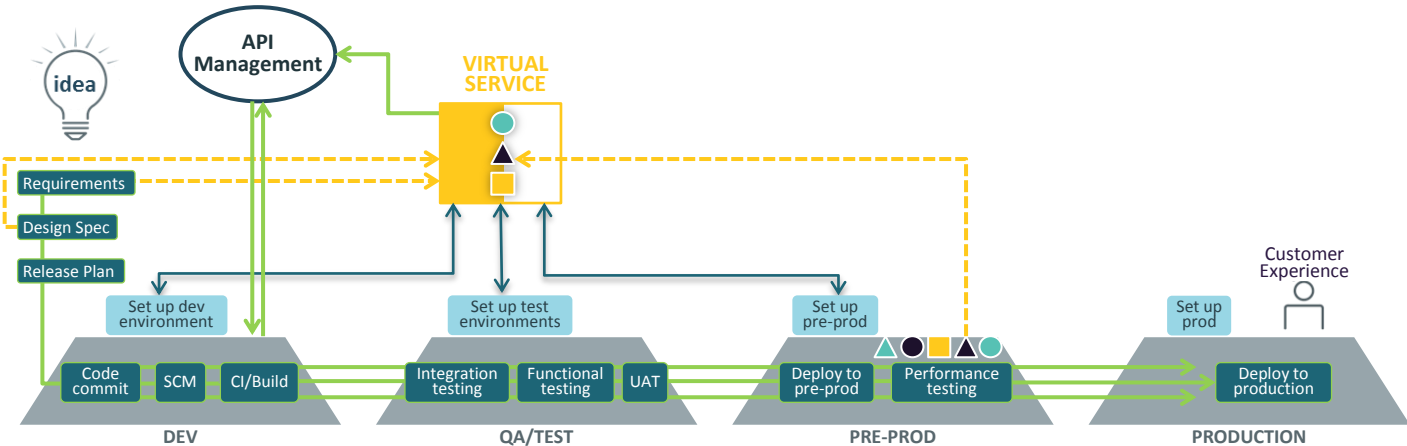 idea
API
Management
VIRTUAL
SERVICE
Requirements
Design Spec
Release Plan
Set up dev
environment
Set up test
environments
Set up
pre-prod
Set up
prod
Customer
Experience
Code
commit
SCM
CI/Build
Integration
testing
Functional
testing
UAT
Deploy to
pre-prod
Performance
testing
Deploy to
production
DEV
QA/TEST
PRE-PROD
PRODUCTION